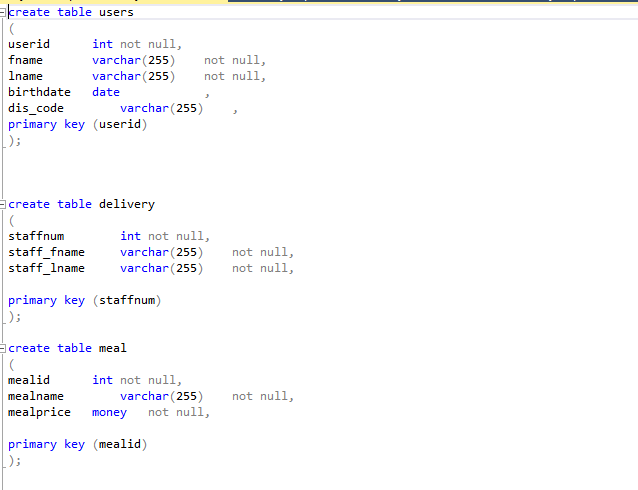 create table users
(
userid int not null,
fname varchar(255) not null,
lname varchar(255) not null,
birthdate date ,
dis_code varchar(255) ,
primary key (userid)
);
create table delivery
(
staffnum int not null,
staff_fname varchar(255) not null,
staff_lname varchar(255) not null,
primary key (staffnum)
);
create table meal
(
mealid int not null,
mealname varchar(255) not null,
mealprice money not null,
primary key (mealid)
);